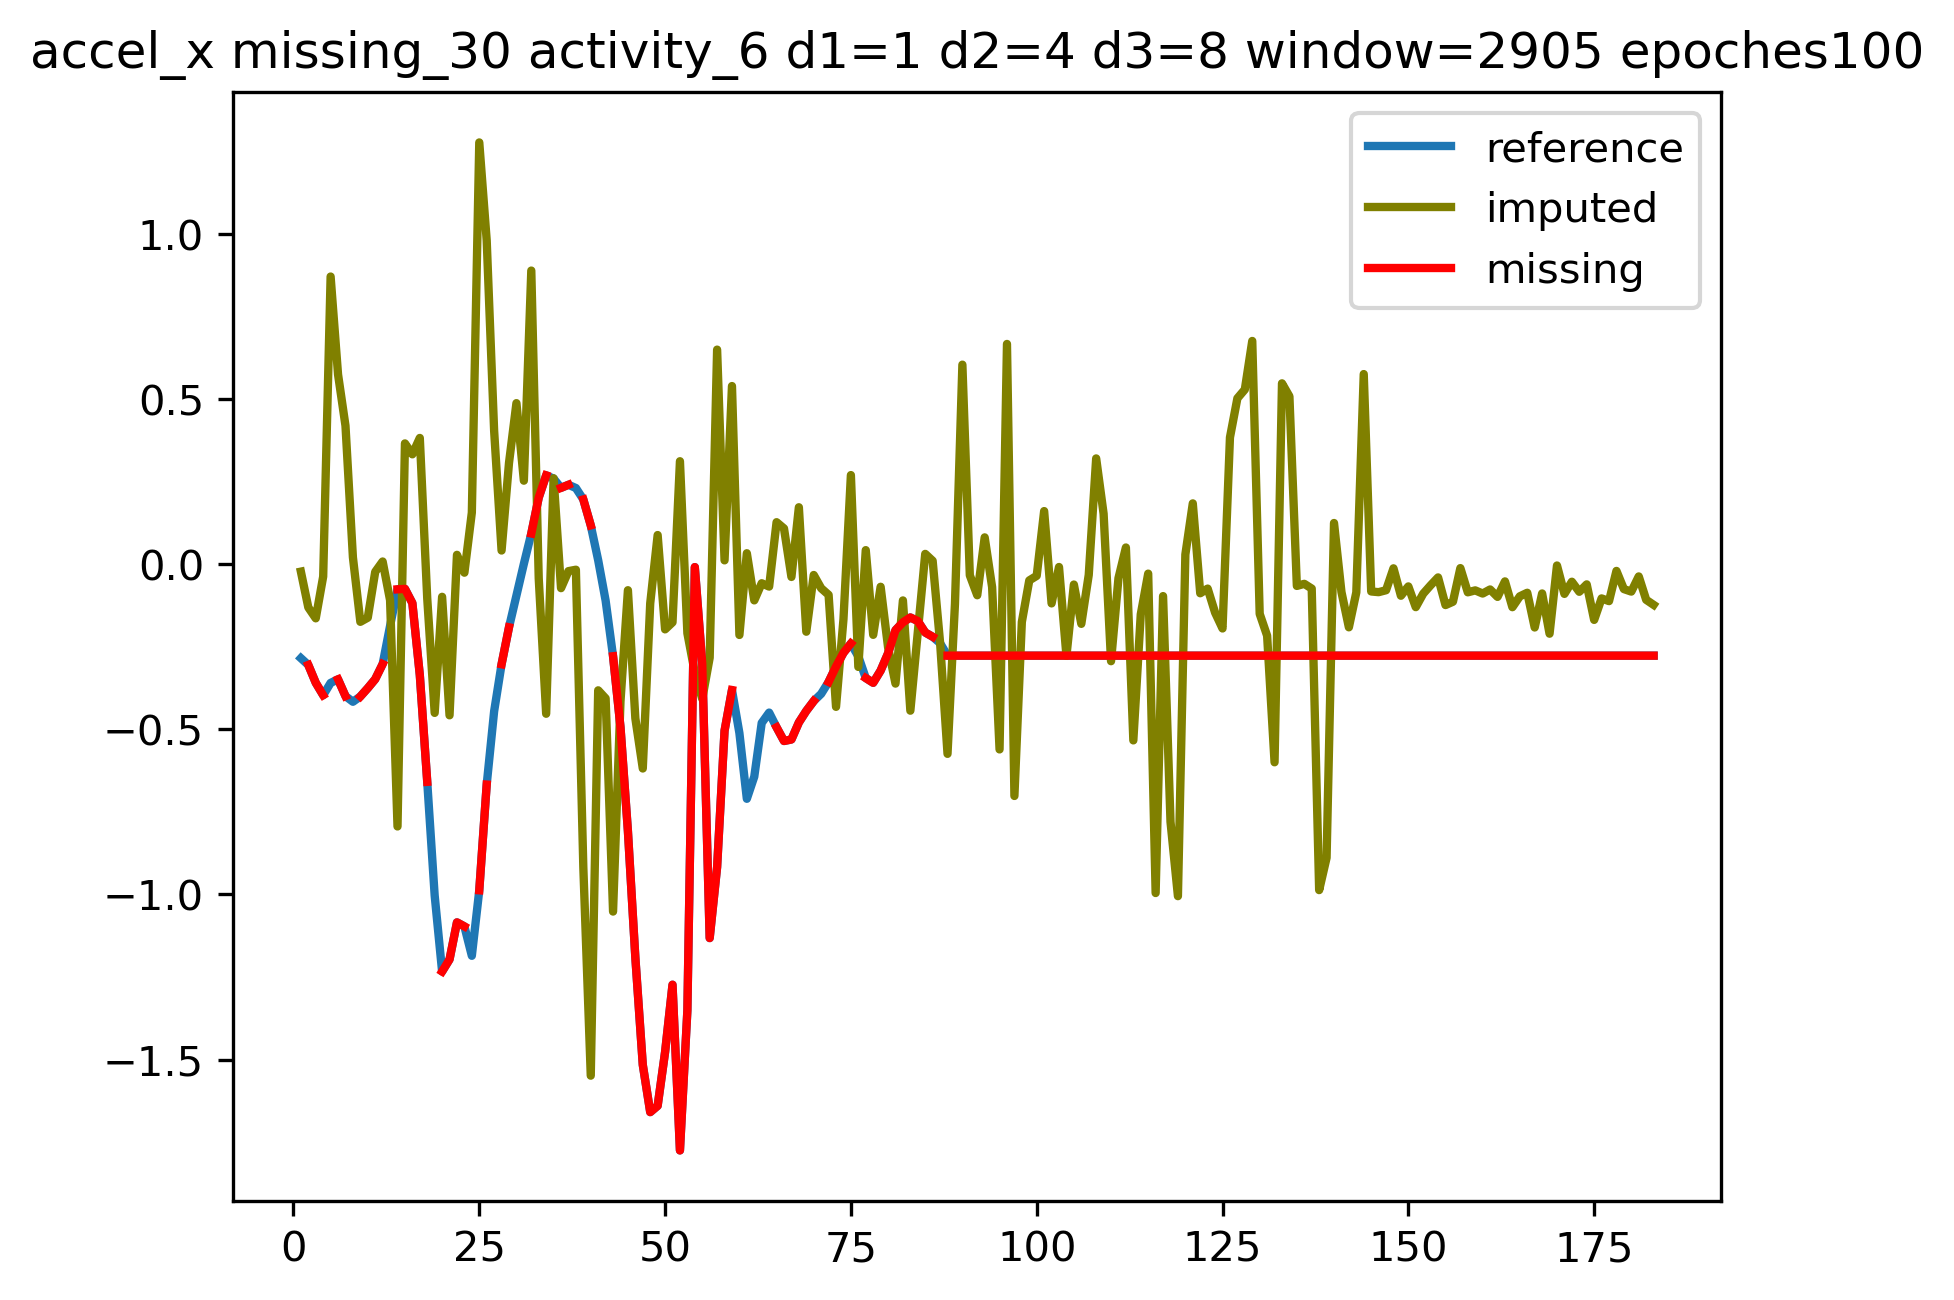 accel_x missing_30 activity_6 d1=1 d2=4 d3=8 window=2905 epoches100
reference
imputed
missing
1.0
0.5
0.0
−0.5
−1.0
−1.5
0 25 50 75 100 125 150 175